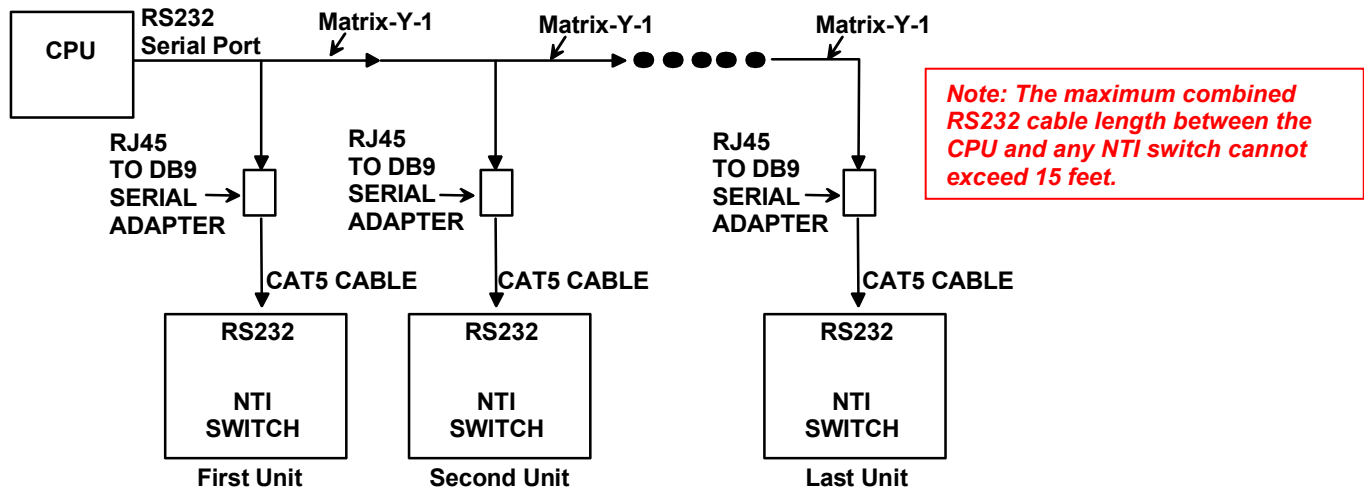 CPU
RS232
Serial Port
Matrix-Y-1
Matrix-Y-1
Matrix-Y-1
Note: The maximum combined
RS232 cable length between the
CPU and any NTI switch cannot
exceed 15 feet.
RJ45
TO DB9
SERIAL
ADAPTER
RJ45
TO DB9
SERIAL
ADAPTER
RJ45
TO DB9
SERIAL
ADAPTER
CAT5 CABLE
CAT5 CABLE
CAT5 CABLE
RS232
NTI
SWITCH
First Unit
RS232
NTI
SWITCH
Second Unit
RS232
NTI
SWITCH
Last Unit